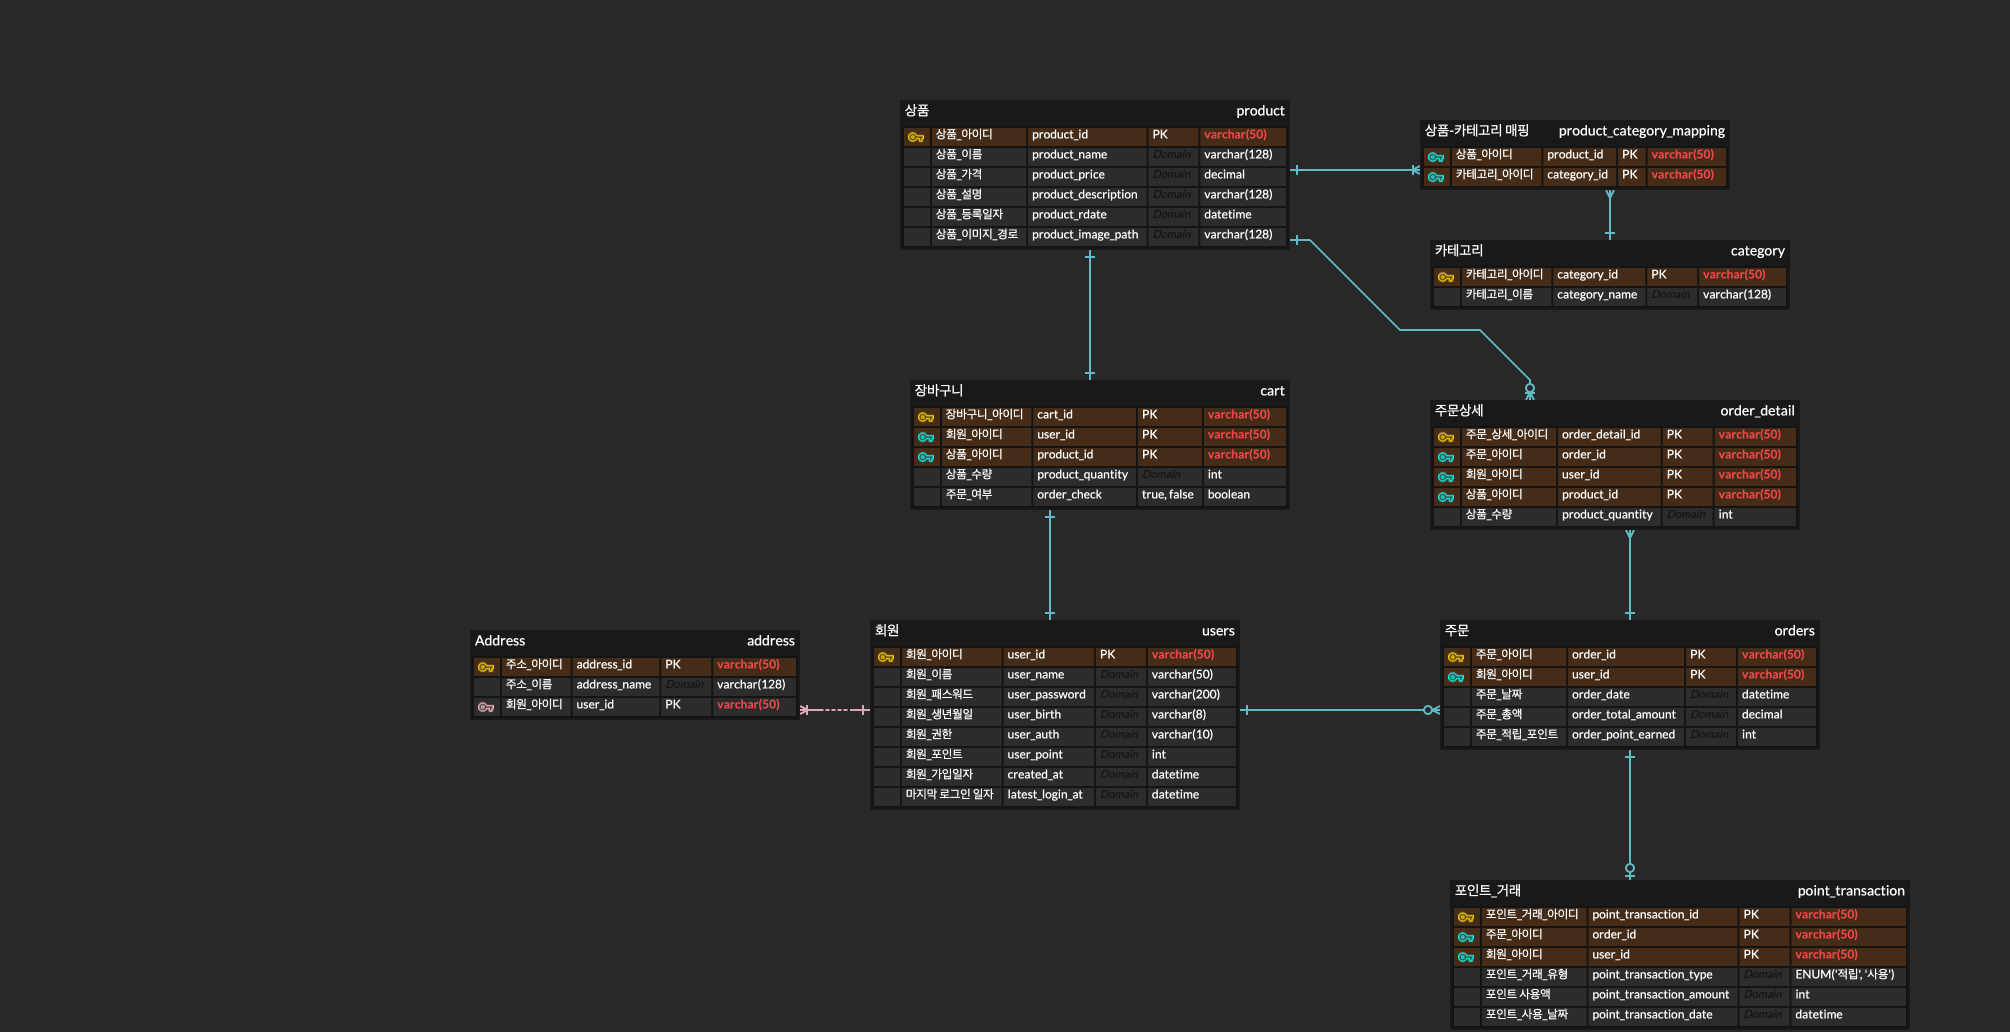 상품 product
상품_아이디 product_id PK varchar(50)
상품_이름 product_name Domain varchar(128)
상품_가격 product_price Domain decimal
상품_설명 product_description Domain varchar(128)
상품_등록일자 product_rdate Domain datetime
상품_이미지_경로 product_image_path Domain varchar(128)
상품-카테고리 매핑 product_category_mapping
상품_아이디 product_id PK varchar(50)
카테고리_아이디 category_id PK varchar(50)
카테고리 category
카테고리_아이디 category_id PK varchar(50)
카테고리_이름 category_name Domain varchar(128)
장바구니 cart
장바구니_아이디 cart_id PK varchar(50)
회원_아이디 user_id PK varchar(50)
상품_아이디 product_id PK varchar(50)
상품_수량 product_quantity Domain int
주문_여부 order_check true, false boolean
주문상세 order_detail
주문_상세_아이디 order_detail_id PK varchar(50)
주문_아이디 order_id PK varchar(50)
회원_아이디 user_id PK varchar(50)
상품_아이디 product_id PK varchar(50)
상품_수량 product_quantity Domain int
Address address
주소_아이디 address_id PK varchar(50)
주소_이름 address_name Domain varchar(128)
회원_아이디 user_id PK varchar(50)
회원 users
회원_아이디 user_id PK varchar(50)
회원_이름 user_name Domain varchar(50)
회원_패스워드 user_password Domain varchar(200)
회원_생년월일 user_birth Domain varchar(8)
회원_권한 user_auth Domain varchar(10)
회원_포인트 user_point Domain int
회원_가입일자 created_at Domain datetime
마지막 로그인 일자 latest_login_at Domain datetime
주문 orders
주문_아이디 order_id PK varchar(50)
회원_아이디 user_id PK varchar(50)
주문_날짜 order_date Domain datetime
주문_총액 order_total_amount Domain decimal
주문_적립_포인트 order_point_earned Domain int
포인트_거래 point_transaction
포인트_거래_아이디 point_transaction_id PK varchar(50)
주문_아이디 order_id PK varchar(50)
회원_아이디 user_id PK varchar(50)
포인트_거래_유형 point_transaction_type Domain ENUM('적립', '사용')
포인트 사용액 point_transaction_amount Domain int
포인트_사용_날짜 point_transaction_date Domain datetime